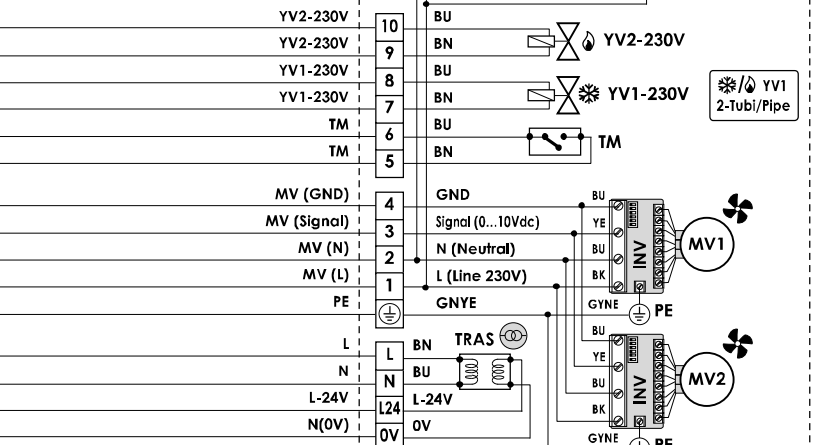 YV2-230V 10 BU
YV2-230V 9 BN YV2-230V
YV1-230V 8 BU
YV1-230V 7 BN YV1-230V
YV1
2-Tubi/Pipe
TM 6 BU
TM 5 BN TM
MV (GND) 4 GND BU
MV (Signal) 3 Signal (0...10Vdc) YE
MV (N) 2 N (Neutral) BU INV MV1
MV (L) 1 L (Line 230V) BK
PE GNYE GYNE PE
L L BN TRAS BU
N N BU YE
L-24V L24 L-24V BU INV MV2
N(0V) 0V 0V BK
GYNE PE